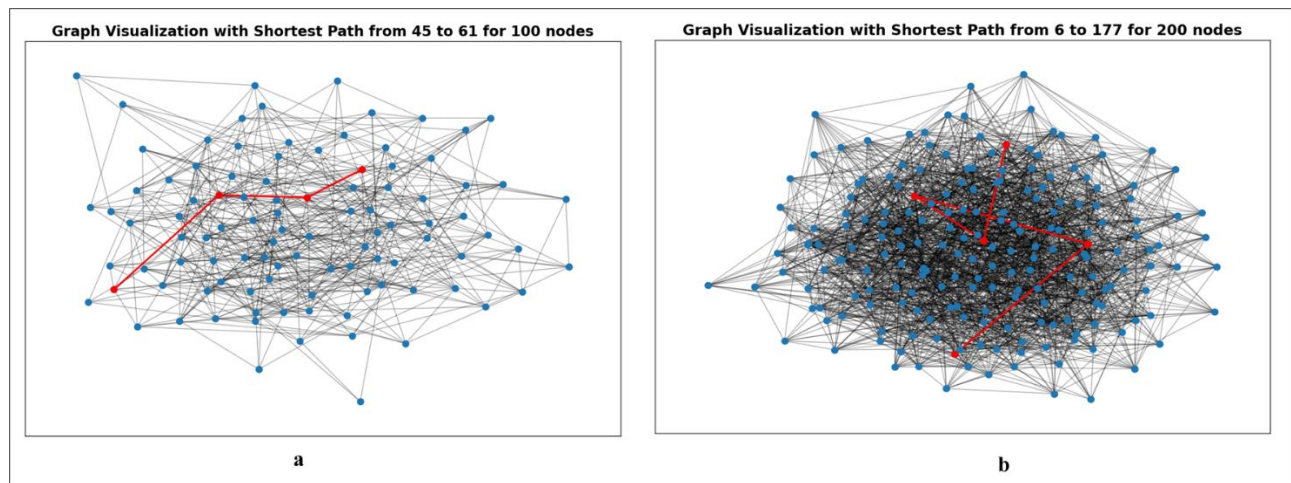 Graph Visualization with Shortest Path from 45 to 61 for 100 nodes
Graph Visualization with Shortest Path from 6 to 177 for 200 nodes
a
b